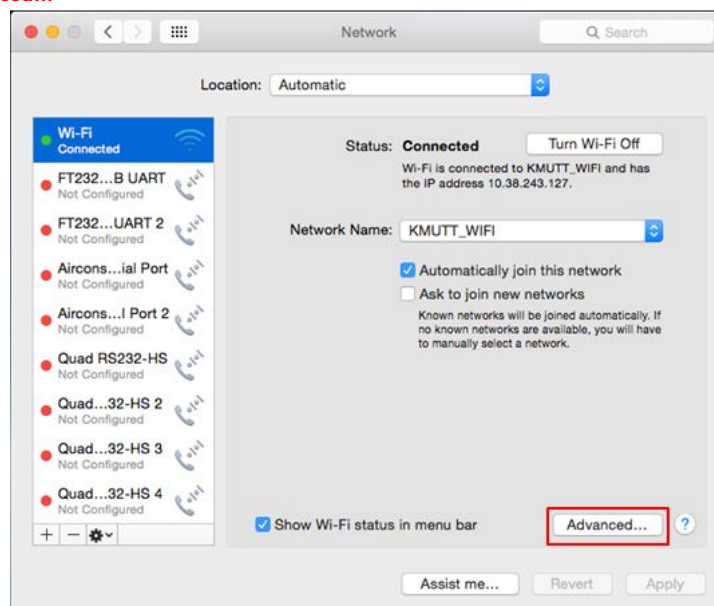 Network
Search
Location: Automatic
Wi-Fi
Connected
FT232...B UART
Not Configured
FT232...UART 2
Not Configured
Aircons...ial Port
Not Configured
Aircons...l Port 2
Not Configured
Quad RS232-HS
Not Configured
Quad...32-HS 2
Not Configured
Quad...32-HS 3
Not Configured
Quad...32-HS 4
Not Configured
Status: Connected
Turn Wi-Fi Off
Wi-Fi is connected to KMUTT_WIFI and has
the IP address 10.38.243.127.
Network Name: KMUTT_WIFI
Automatically join this network
Ask to join new networks
Known networks will be joined automatically. If
no known networks are available, you will have
to manually select a network.
Show Wi-Fi status in menu bar
Advanced...
?
Assist me...
Revert
Apply